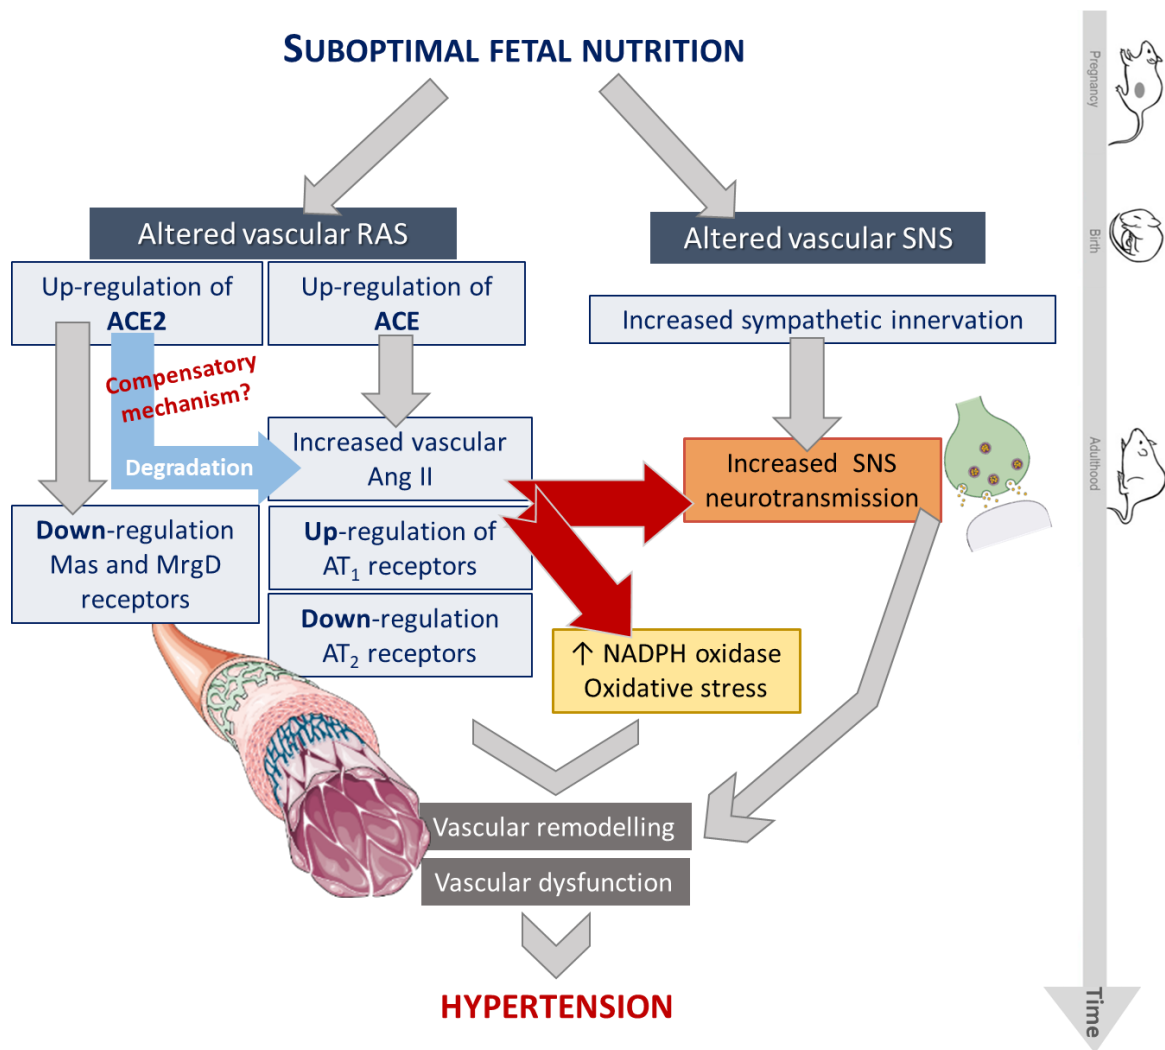 SUBOPTIMAL FETAL NUTRITION
Altered vascular RAS
Up-regulation of
ACE2
Up-regulation of
ACE
Compensatory
mechanism?
Degradation
Increased vascular
Ang II
Down-regulation
Mas and MrgD
receptors
Up-regulation of
AT1 receptors
Down-regulation
AT2 receptors
Altered vascular SNS
Increased sympathetic innervation
Increased SNS
neurotransmission
↑ NADPH oxidase
Oxidative stress
Vascular remodelling
Vascular dysfunction
HYPERTENSION
Pregnancy
Birth
Adulthood
Time